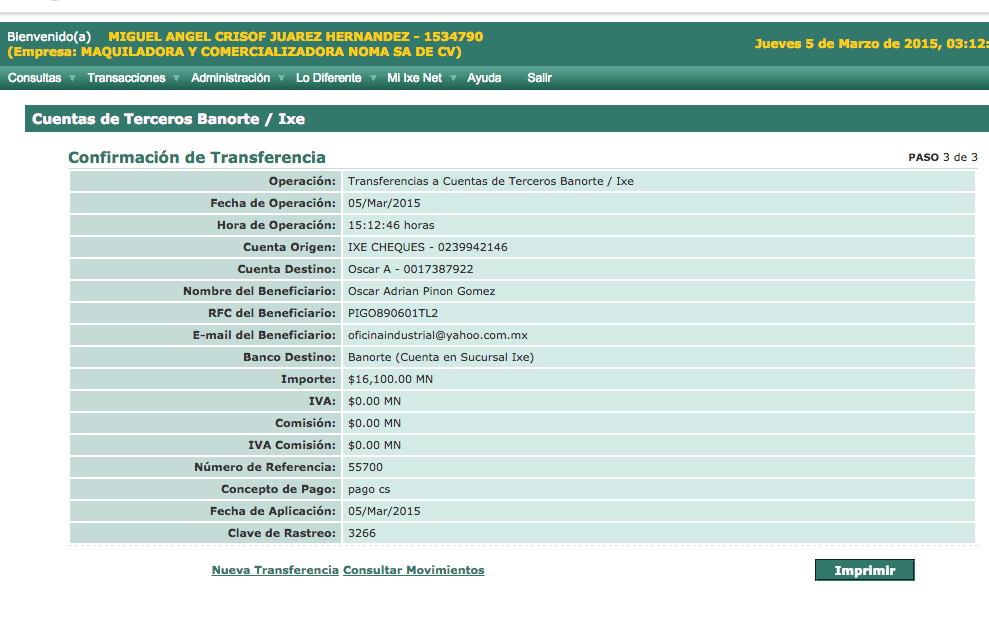 Bienvenido(a) MIGUEL ANGEL CRISOF JUAREZ HERNANDEZ - 1534790
(Empresa: MAQUILADORA Y COMERCIALIZADORA NOMA SA DE CV)
Jueves 5 de Marzo de 2015, 03:12:
Consultas Transacciones Administración Lo Diferente Mi Ixe Net Ayuda Salir
Cuentas de Terceros Banorte / Ixe
Confirmación de Transferencia PASO 3 de 3
Operación: Transferencias a Cuentas de Terceros Banorte / Ixe
Fecha de Operación: 05/Mar/2015
Hora de Operación: 15:12:46 horas
Cuenta Origen: IXE CHEQUES - 0239942146
Cuenta Destino: Oscar A - 0017387922
Nombre del Beneficiario: Oscar Adrian Pinon Gomez
RFC del Beneficiario: PIGO890601TL2
E-mail del Beneficiario: oficinaindustrial@yahoo.com.mx
Banco Destino: Banorte (Cuenta en Sucursal Ixe)
Importe: $16,100.00 MN
IVA: $0.00 MN
Comisión: $0.00 MN
IVA Comisión: $0.00 MN
Número de Referencia: 55700
Concepto de Pago: pago cs
Fecha de Aplicación: 05/Mar/2015
Clave de Rastreo: 3266
Nueva Transferencia Consultar Movimientos Imprimir